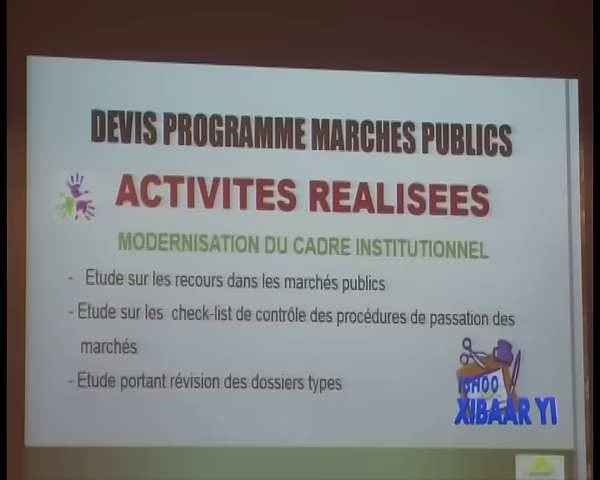 DEVIS PROGRAMME MARCHES PUBLICS
ACTIVITES REALISEES
MODERNISATION DU CADRE INSTITUTIONNEL
- Etude sur les recours dans les marchés publics
- Etude sur les check-list de contrôle des procédures de passation des
marchés
- Etude portant révision des dossiers types
13H00
XIBAAR YI